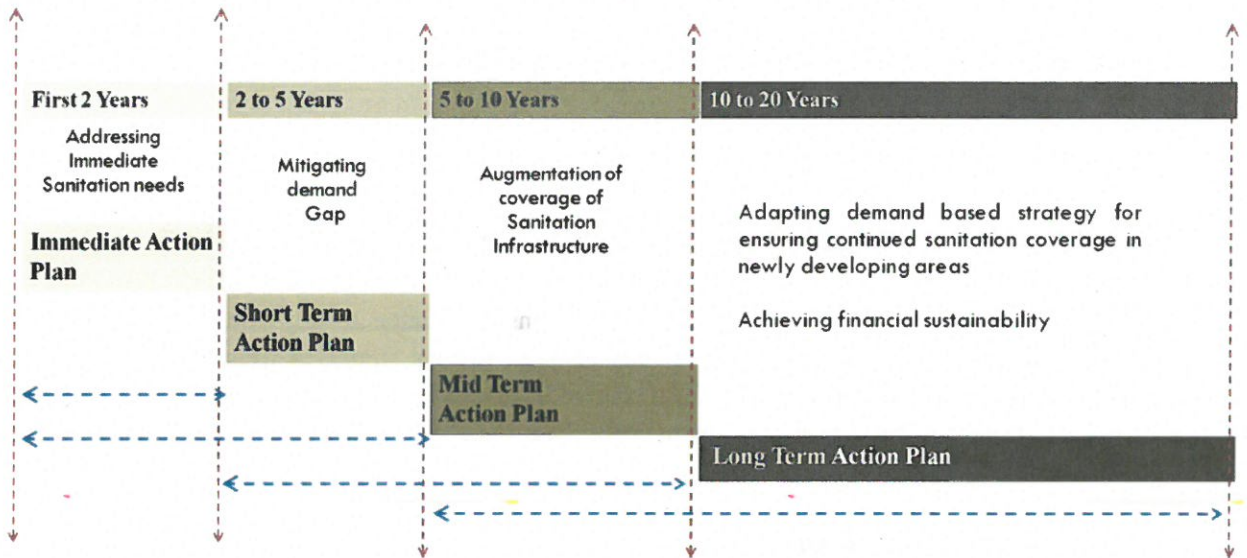 First 2 Years
2 to 5 Years
5 to 10 Years
10 to 20 Years
Addressing
Immediate
Sanitation needs
Immediate Action
Plan
Mitigating
demand
Gap
Short Term
Action Plan
Augmentation of
coverage of
Sanitation
Infrastructure
Mid Term
Action Plan
Adapting demand based strategy for
ensuring continued sanitation coverage in
newly developing areas
Achieving financial sustainability
Long Term Action Plan